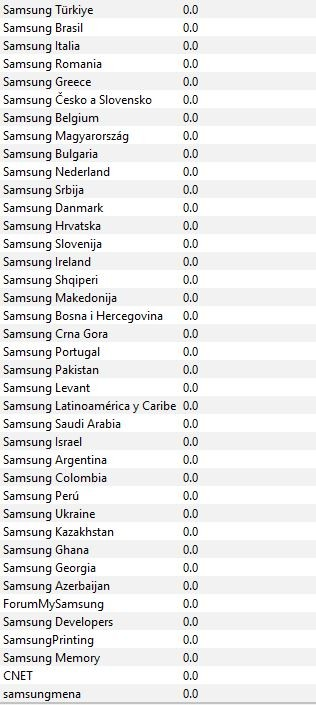 Samsung Türkiye 0.0
Samsung Brasil 0.0
Samsung Italia 0.0
Samsung Romania 0.0
Samsung Greece 0.0
Samsung Česko a Slovensko 0.0
Samsung Belgium 0.0
Samsung Magyarország 0.0
Samsung Bulgaria 0.0
Samsung Nederland 0.0
Samsung Srbija 0.0
Samsung Danmark 0.0
Samsung Hrvatska 0.0
Samsung Slovenija 0.0
Samsung Ireland 0.0
Samsung Shqiperi 0.0
Samsung Makedonija 0.0
Samsung Bosna i Hercegovina 0.0
Samsung Crna Gora 0.0
Samsung Portugal 0.0
Samsung Pakistan 0.0
Samsung Levant 0.0
Samsung Latinoamérica y Caribe 0.0
Samsung Saudi Arabia 0.0
Samsung Israel 0.0
Samsung Argentina 0.0
Samsung Colombia 0.0
Samsung Perú 0.0
Samsung Ukraine 0.0
Samsung Kazakhstan 0.0
Samsung Ghana 0.0
Samsung Georgia 0.0
Samsung Azerbaijan 0.0
ForumMySamsung 0.0
Samsung Developers 0.0
SamsungPrinting 0.0
Samsung Memory 0.0
CNET 0.0
samsungmena 0.0